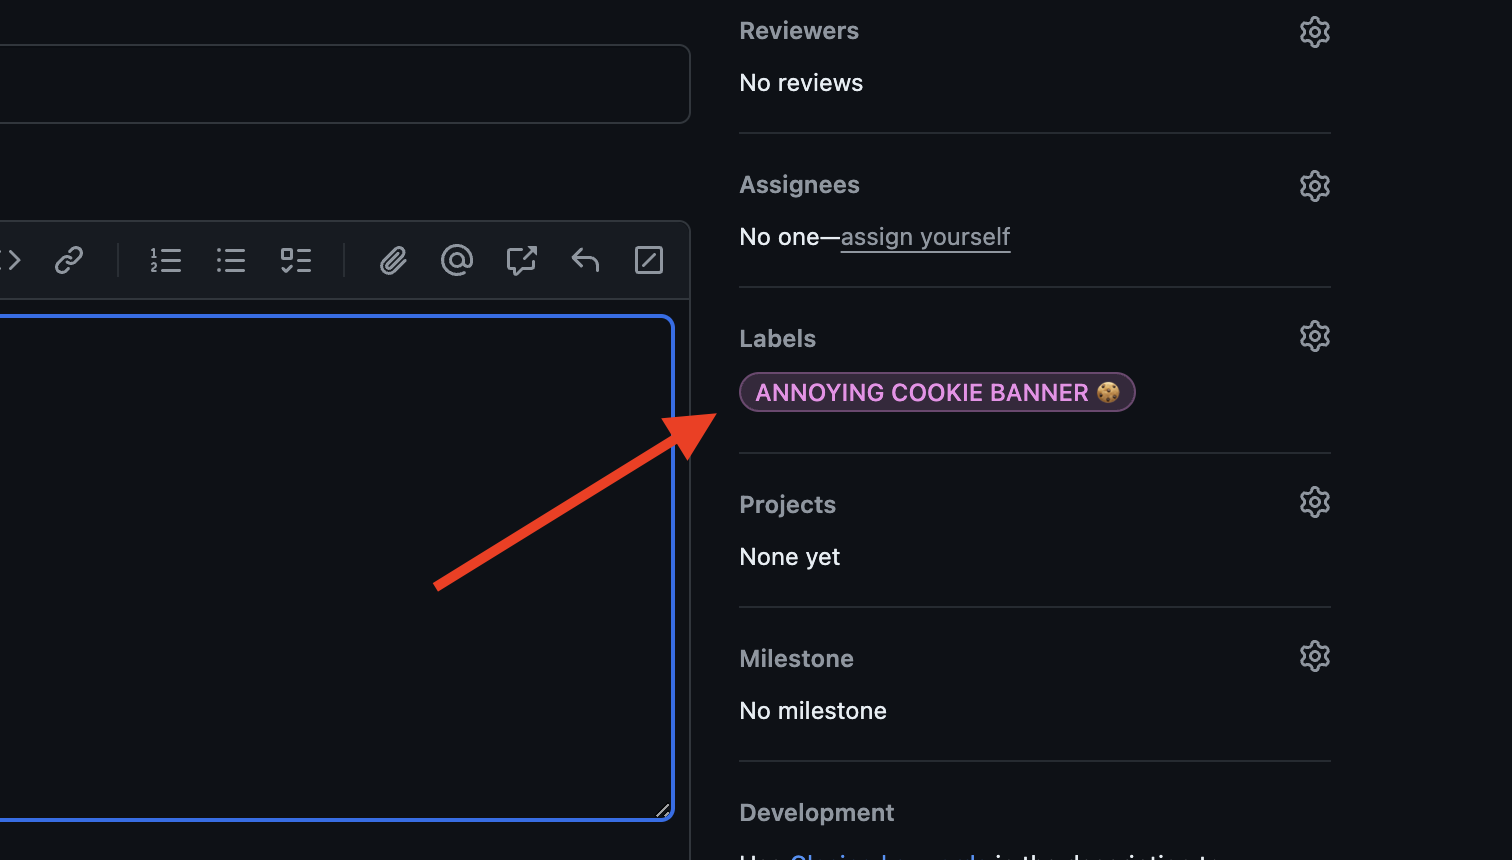 Reviewers
No reviews
Assignees
No one—assign yourself
Labels
ANNOYING COOKIE BANNER 🍪
Projects
None yet
Milestone
No milestone
Development